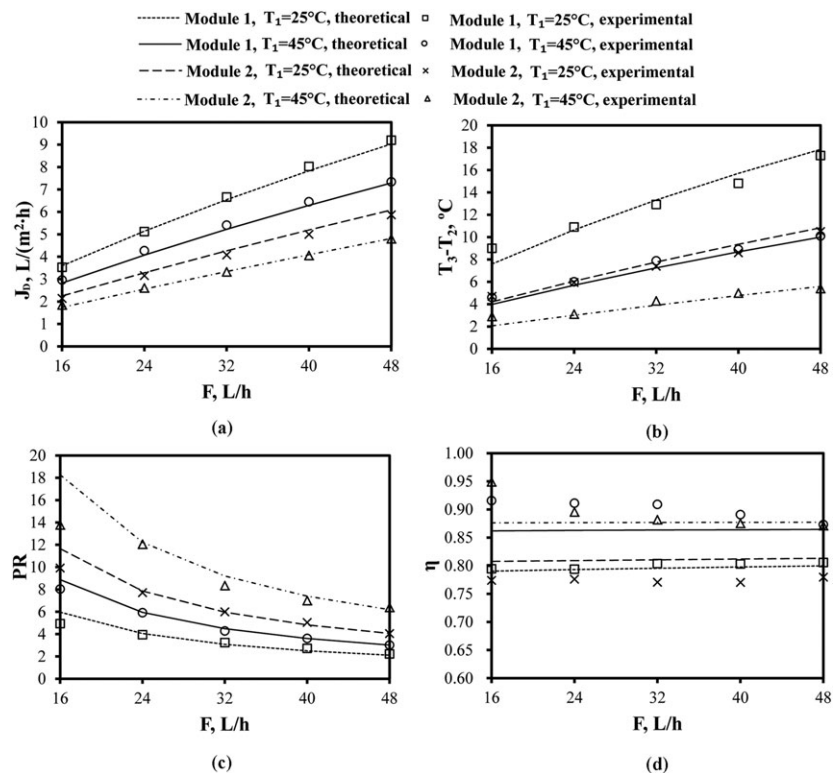 Module 1, T₁=25°C, theoretical Module 1, T₁=25°C, experimental
Module 1, T₁=45°C, theoretical Module 1, T₁=45°C, experimental
Module 2, T₁=25°C, theoretical Module 2, T₁=25°C, experimental
Module 2, T₁=45°C, theoretical Module 2, T₁=45°C, experimental
J_D, L/(m²·h)
10
9
8
7
6
5
4
3
2
1
0
16 24 32 40 48
F, L/h
(a)
T₃-T₂, ºC
20
18
16
14
12
10
8
6
4
2
0
16 24 32 40 48
F, L/h
(b)
PR
20
18
16
14
12
10
8
6
4
2
0
16 24 32 40 48
F, L/h
(c)
η
1.00
0.95
0.90
0.85
0.80
0.75
0.70
0.65
0.60
16 24 32 40 48
F, L/h
(d)